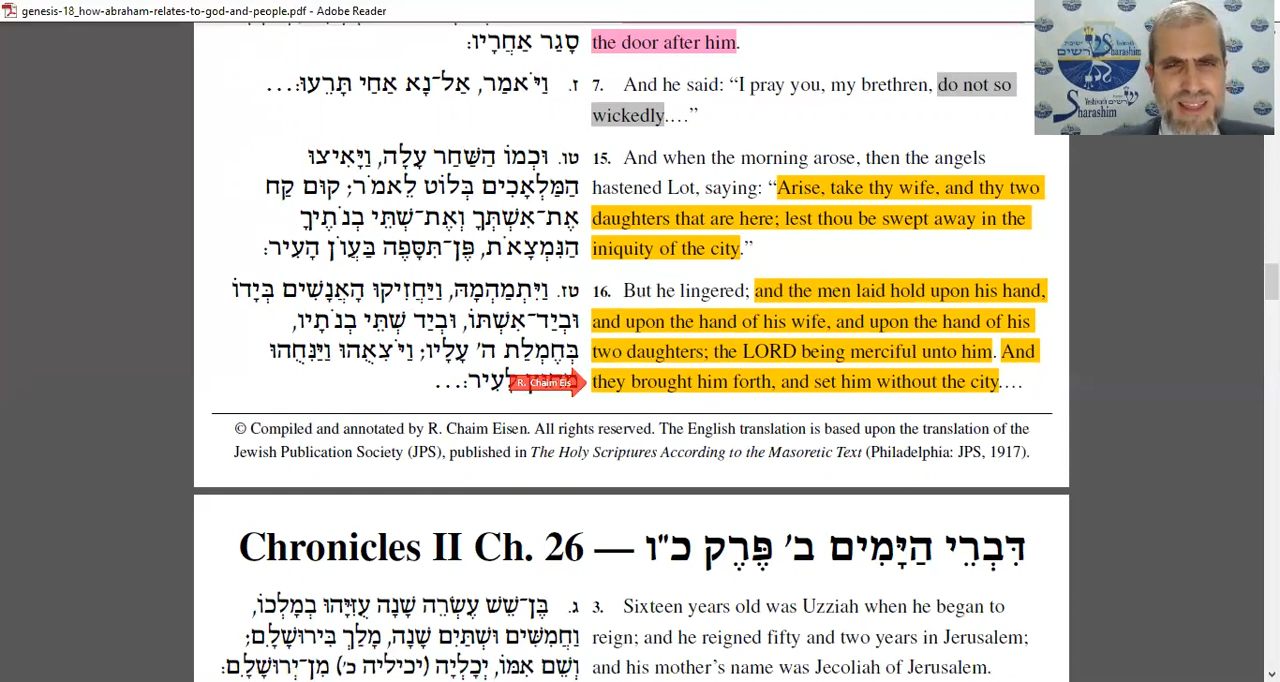 genesis-18_how-abraham-relates-to-god-and-people.pdf - Adobe Reader
ישיבת
שרשים
Yeshivath
Sharashim
סָגַר אַחֲרָיו:
the door after him.
ז. וַיֹּאמַר, אַל־נָא אַחַי תָּרֵעוּ:…
7. And he said: “I pray you, my brethren, do not so
wickedly.…”
טו. וּכְמוֹ הַשַּׁחַר עָלָה, וַיָּאִיצוּ
הַמַּלְאָכִים בְּלוֹט לֵאמֹר; קוּם קַח
אֶת־אִשְׁתְּךָ וְאֶת־שְׁתֵּי בְנֹתֶיךָ
הַנִּמְצָאֹת, פֶּן־תִּסָּפֶה בַּעֲוֺן הָעִיר:
15. And when the morning arose, then the angels
hastened Lot, saying: “Arise, take thy wife, and thy two
daughters that are here; lest thou be swept away in the
iniquity of the city.”
טז. וַיִּתְמַהְמָהּ, וַיַּחֲזִיקוּ הָאֲנָשִׁים בְּיָדוֹ
וּבְיַד־אִשְׁתּוֹ, וּבְיַד שְׁתֵּי בְנֹתָיו,
בְּחֶמְלַת ה' עָלָיו; וַיֹּצִאֻהוּ וַיַּנִּחֻהוּ
לָעִיר:…
16. But he lingered; and the men laid hold upon his hand,
and upon the hand of his wife, and upon the hand of his
two daughters; the LORD being merciful unto him. And
they brought him forth, and set him without the city.…
R. Chaim Eis
© Compiled and annotated by R. Chaim Eisen. All rights reserved. The English translation is based upon the translation of the
Jewish Publication Society (JPS), published in The Holy Scriptures According to the Masoretic Text (Philadelphia: JPS, 1917).
Chronicles II Ch. 26 — דִּבְרֵי הַיָּמִים ב' פֶּרֶק כ"ו
ג. בֶּן־שֵׁשׁ עֶשְׂרֵה שָׁנָה עֻזִּיָּהוּ בְמָלְכוֹ,
וַחֲמִשִּׁים וּשְׁתַּיִם שָׁנָה, מָלַךְ בִּירוּשָׁלִָם;
וְשֵׁם אִמּוֹ, יְכָלְיָה (יכיליה כ') מִן־יְרוּשָׁלִָם:
3. Sixteen years old was Uzziah when he began to
reign; and he reigned fifty and two years in Jerusalem;
and his mother’s name was Jecoliah of Jerusalem.